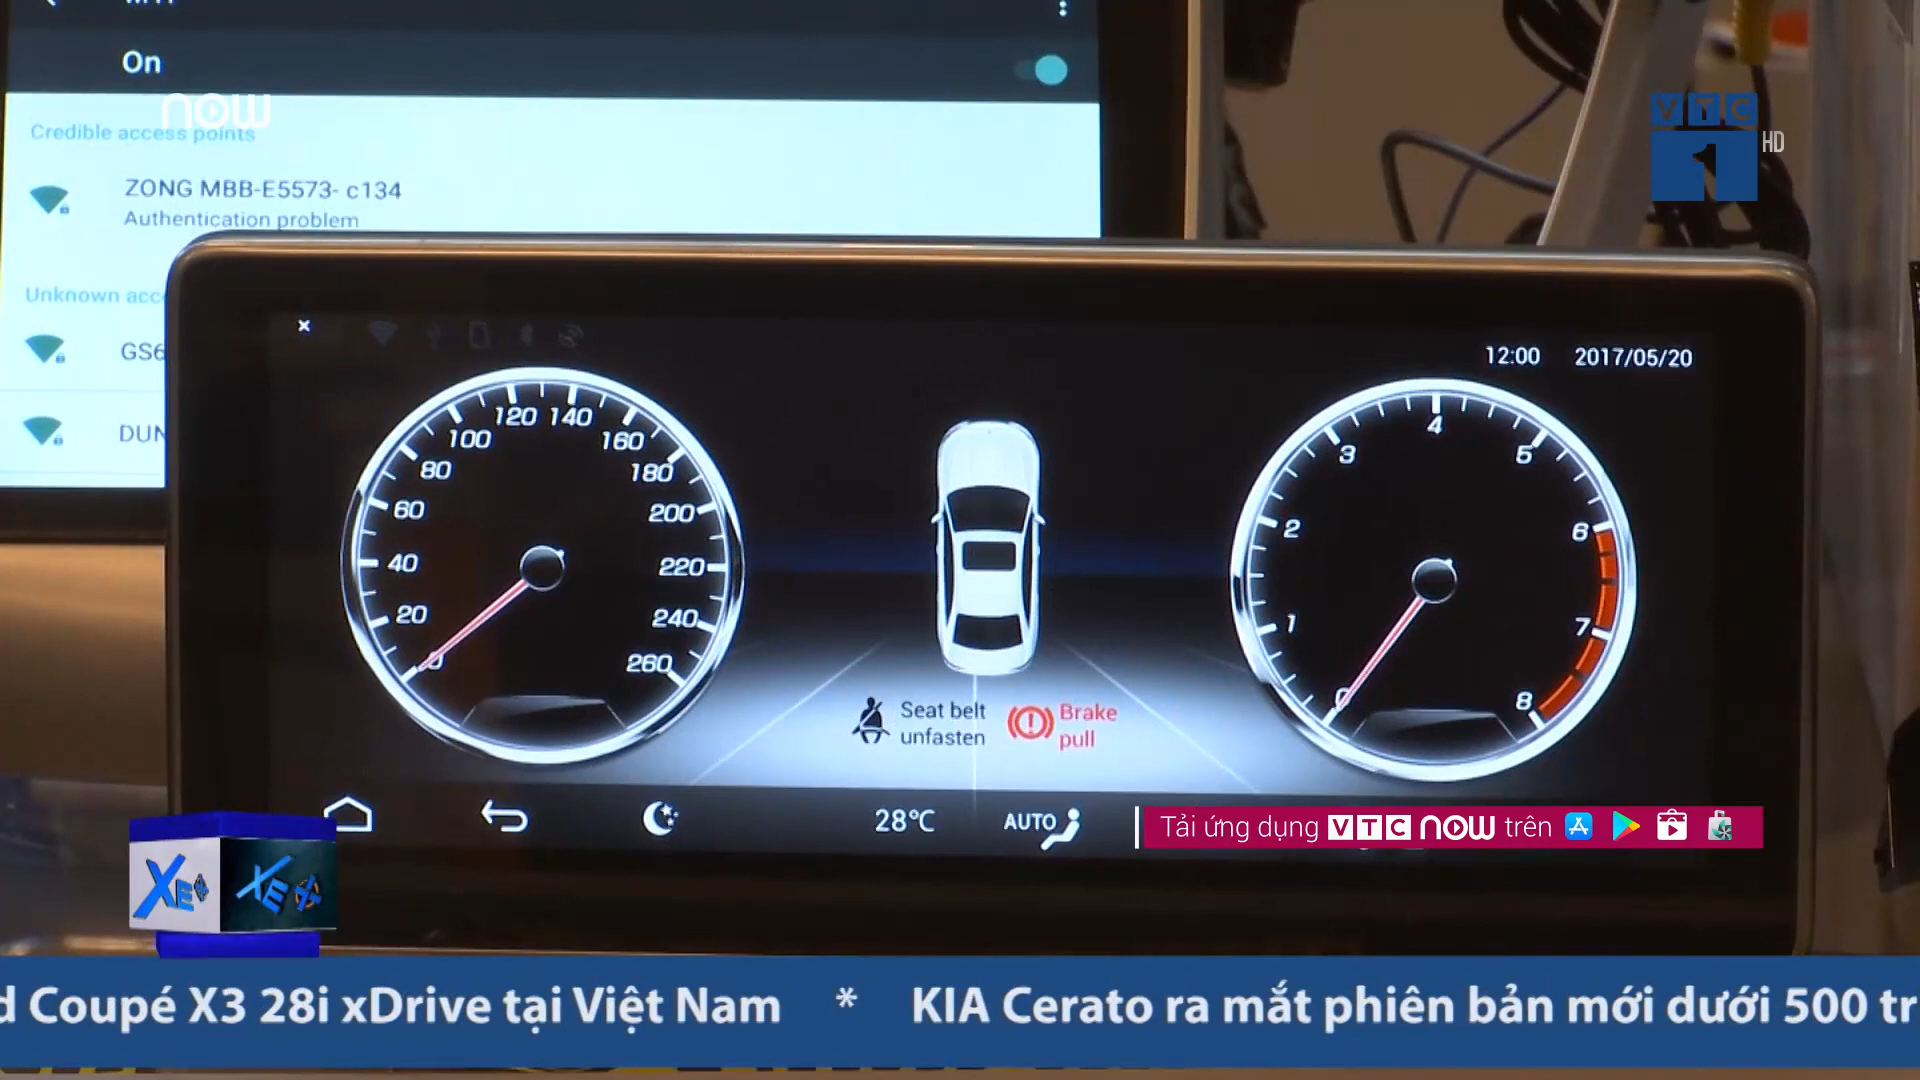 On
now
Credible access points
ZONG MBB-E5573- c134
Authentication problem
Unknown acc
GS6
DUN
VTC
1
HD
12:00 2017/05/20
0
20
40
60
80
100
120
140
160
180
200
220
240
260
0
1
2
3
4
5
6
7
8
Seat belt
unfasten
Brake
pull
28°C
AUTO
Tải ứng dụng VTC now trên
XE+
XE+
d Coupé X3 28i xDrive tại Việt Nam * KIA Cerato ra mắt phiên bản mới dưới 500 tr